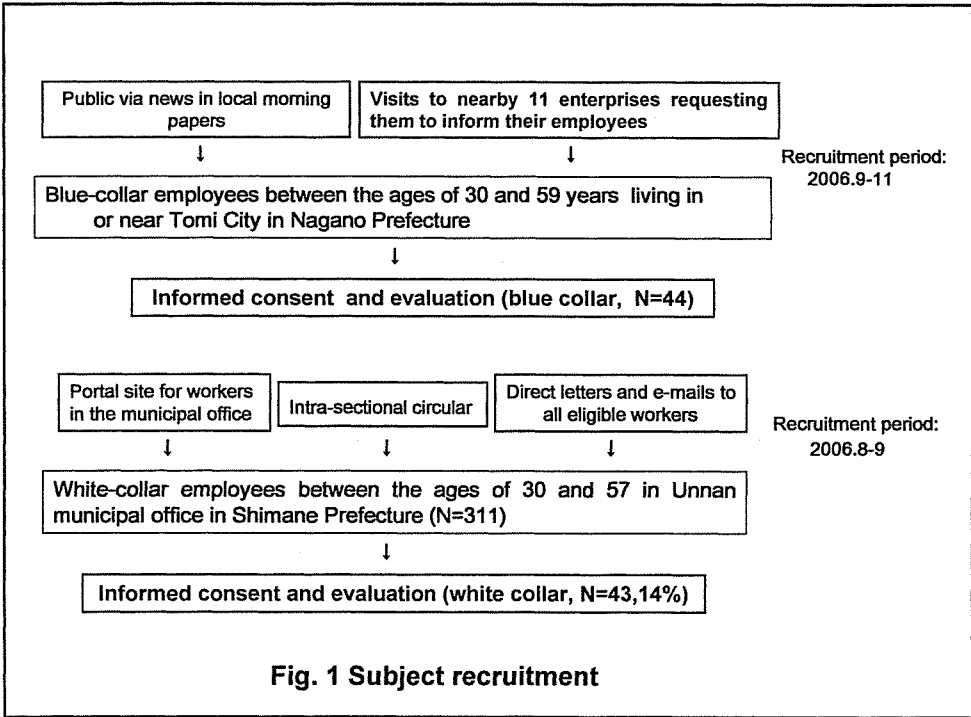 Public via news in local morning
papers
Visits to nearby 11 enterprises requesting
them to inform their employees
↓
↓
Recruitment period:
2006.9-11
Blue-collar employees between the ages of 30 and 59 years living in
or near Tomi City in Nagano Prefecture
↓
Informed consent and evaluation (blue collar, N=44)
Portal site for workers
in the municipal office
Intra-sectional circular
Direct letters and e-mails to
all eligible workers
↓
↓
↓
Recruitment period:
2006.8-9
White-collar employees between the ages of 30 and 57 in Unnan
municipal office in Shimane Prefecture (N=311)
↓
Informed consent and evaluation (white collar, N=43,14%)
Fig. 1 Subject recruitment